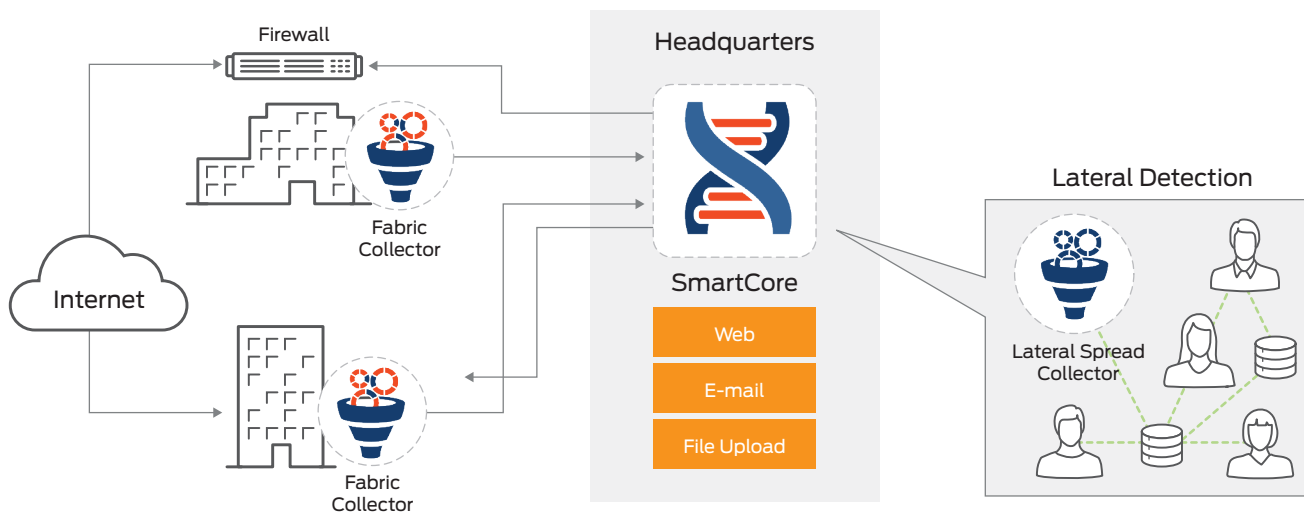 Firewall
Fabric
Collector
Internet
Fabric
Collector
Headquarters
SmartCore
Web
E-mail
File Upload
Lateral Detection
Lateral Spread
Collector